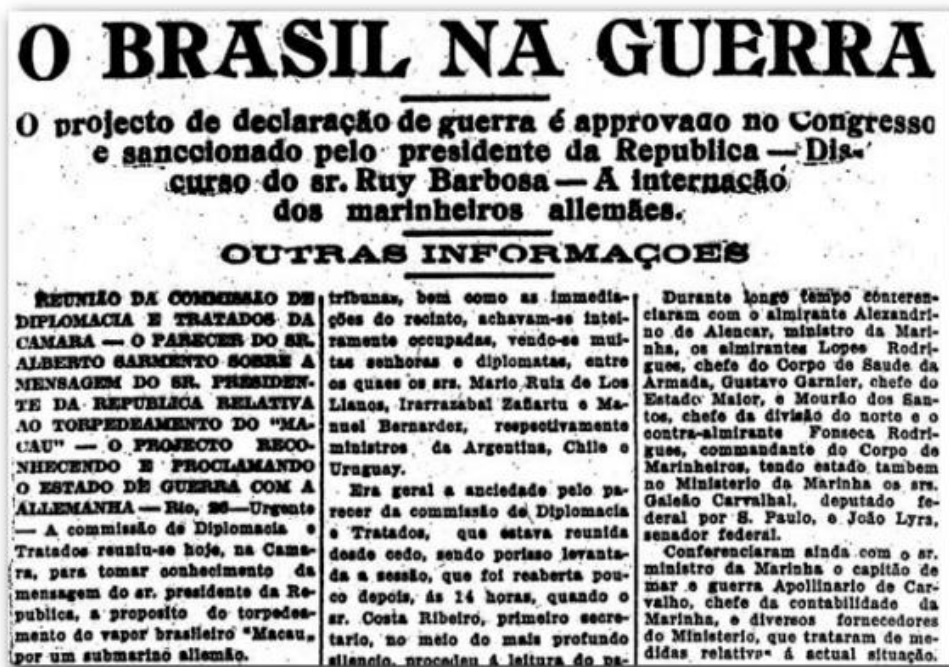 O BRASIL NA GUERRA
O projecto de declaração de guerra é approvado no Congresso
e sanccionado pelo presidente da Republica — Dis-
curso do sr. Ruy Barbosa — A internação
dos marinheiros allemães.
OUTRAS INFORMAÇOES
REUNIÃO DA COMMISSÃO DE
DIPLOMACIA E TRATADOS DA
CAMARA — O PARECER DO SR.
ALBERTO SARMENTO SOBRE A
MENSAGEM DO SR. PRESIDEN-
TE DA REPUBLICA RELATIVA
AO TORPEDEAMENTO DO "MA-
CAU" — O PROJECTO RECO-
NHECENDO E PROCLAMANDO
O ESTADO DE GUERRA COM A
ALLEMANHA — Rio, 26 — Urgente
— A commissão de Diplomacia e
Tratados reuniu-se hoje, na Cama-
ra, para tomar conhecimento da
mensagem do sr. presidente da Re-
publica, a proposito do torpedea-
mento do vapor brasileiro "Macau„
por um submarino allemão.
tribunas, bem como as immedia-
ções do recinto, achavam-se intei-
ramente occupadas, vendo-se mui-
tas senhoras e diplomatas, entre
os quaes os srs. Mario Ruiz de Los
Llanos, Irarrazabal Zañartu e Ma-
nuel Bernardez, respectivamente
ministros da Argentina, Chile e
Uruguay.
Era geral a anciedade pelo pa-
recer da commissão de Diplomacia
e Tratados, que estava reunida
desde cedo, sendo porisso levanta-
da a sessão, que foi reaberta pou-
co depois, ás 14 horas, quando o
sr. Costa Ribeiro, primeiro secre-
tario, no meio do mais profundo
silencio, procedeu á leitura do pa-
Durante longo tempo conferen-
ciaram com o almirante Alexandri-
no de Alencar, ministro da Mari-
nha, os almirantes Lopes Rodri-
gues, chefe do Corpo de Saude da
Armada, Gustavo Garnier, chefe do
Estado Maior, e Mourão dos San-
tos, chefe da divisão do norte e o
contra-almirante Fonseca Rodri-
gues, commandante do Corpo de
Marinheiros, tendo estado tambem
no Ministerio da Marinha os srs.
Galeão Carvalhal, deputado fe-
deral por S. Paulo, e João Lyra,
senador federal.
Conferenciaram ainda com o sr.
ministro da Marinha o capitão de
mar e guerra Apollinario de Car-
valho, chefe da contabilidade da
Marinha, e diversos fornecedores
do Ministerio, que trataram de me-
didas relativas á actual situação.